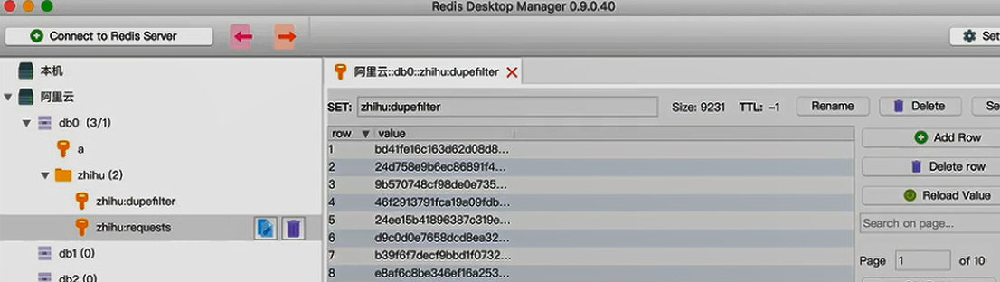 Redis Desktop Manager 0.9.0.40
Connect to Redis Server
Set
本机
阿里云
db0 (3/1)
a
zhihu (2)
zhihu:dupefilter
zhihu:requests
db1 (0)
db2 (0)
阿里云::db0::zhihu:dupefilter
SET: zhihu:dupefilter Size: 9231 TTL: -1 Rename Delete Se
row value
1 bd41fe16c163d62d08d8...
2 24d758e9b6ec86891f4...
3 9b570748cf98de0e735...
4 46f2913791fca19a09fdb...
5 24ee15b41896387c319e...
6 d9c0d0e7658dcd8ea32...
7 b39f6f7decf9bbd1f0732...
8 e8af6c8be346ef16a253...
Add Row
Delete row
Reload Value
Search on page...
Page 1 of 10